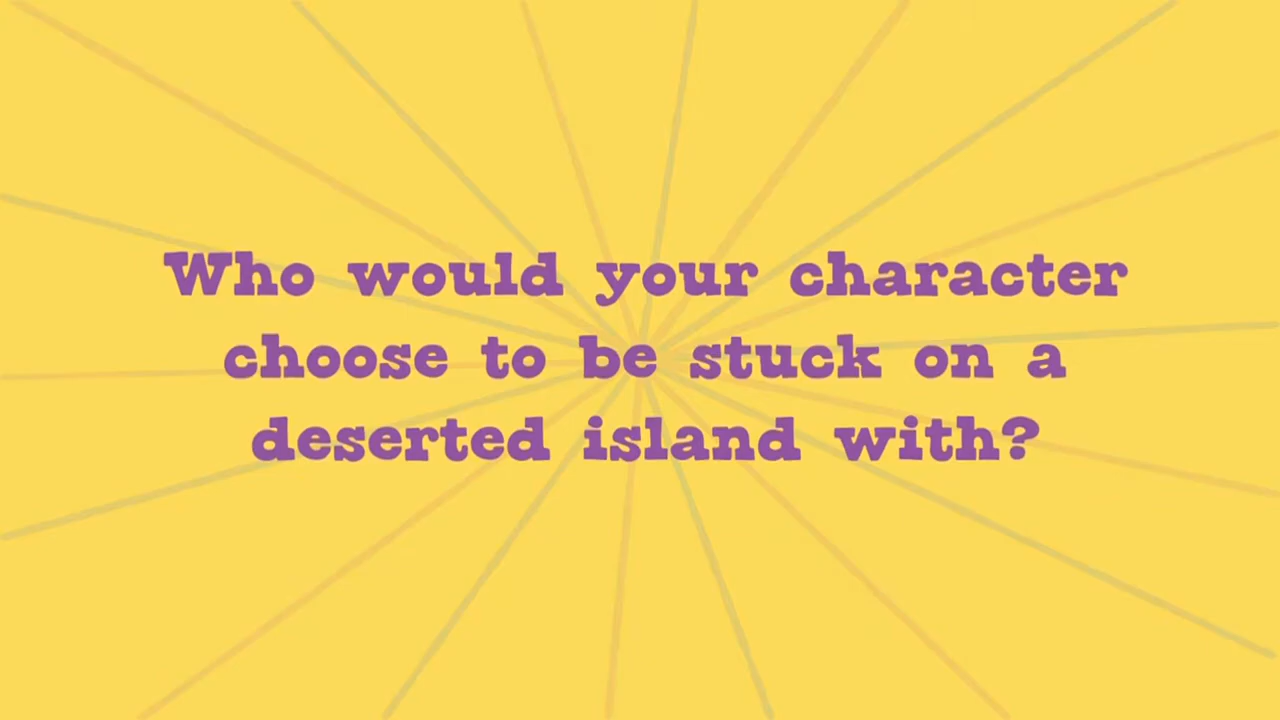 Who would your character
choose to be stuck on a
deserted island with?